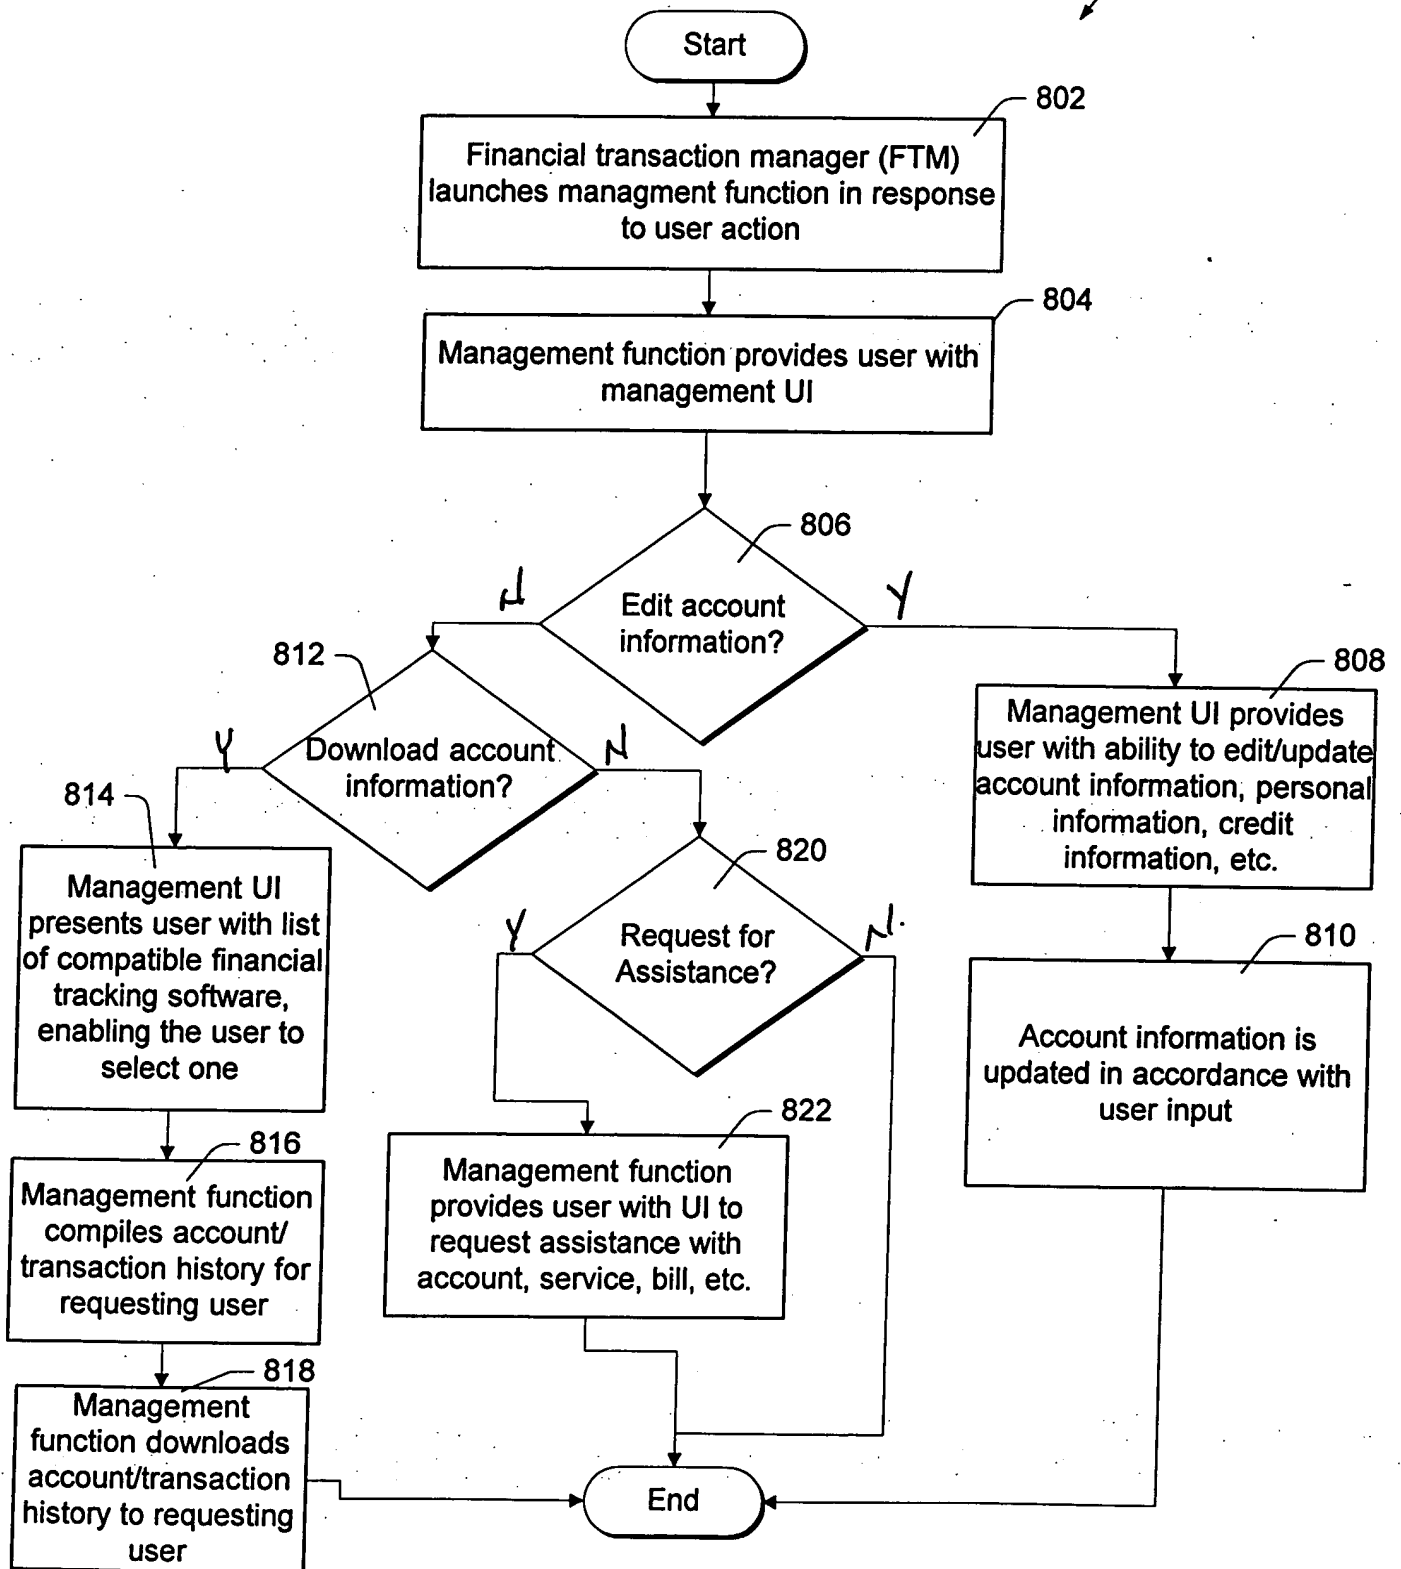 Start
802
Financial transaction manager (FTM)
launches managment function in response
to user action
804
Management function provides user with
management UI
806
Edit account
information?
N
Y
812
Download account
information?
Y
N
808
Management UI provides
user with ability to edit/update
account information, personal
information, credit
information, etc.
814
Management UI
presents user with list
of compatible financial
tracking software,
enabling the user to
select one
820
Request for
Assistance?
Y
N.
810
Account information is
updated in accordance with
user input
816
Management function
compiles account/
transaction history for
requesting user
822
Management function
provides user with UI to
request assistance with
account, service, bill, etc.
818
Management
function downloads
account/transaction
history to requesting
user
End